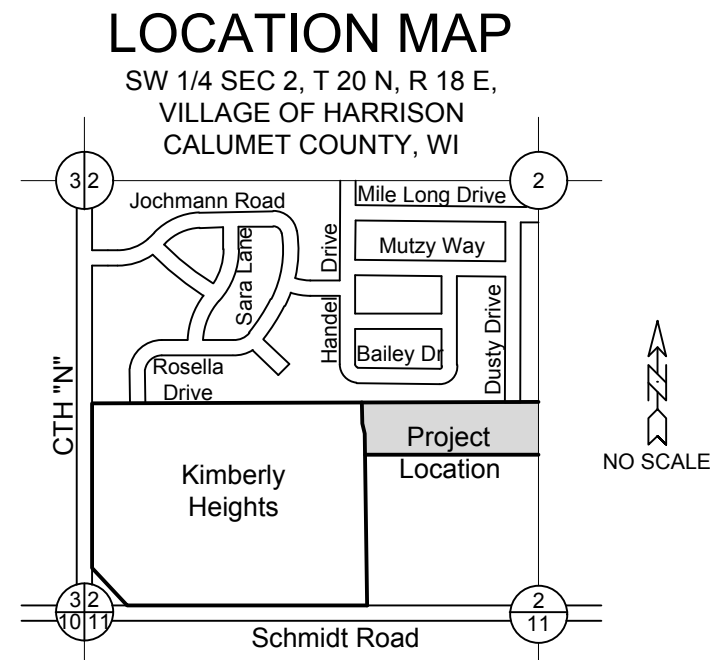 LOCATION MAP
SW 1/4 SEC 2, T 20 N, R 18 E,
VILLAGE OF HARRISON
CALUMET COUNTY, WI
3 2
2
Jochmann Road
Mile Long Drive
Mutzy Way
Sara Lane
Handel Drive
Bailey Dr
Dusty Drive
Rosella
Drive
CTH "N"
Project
Location
Kimberly
Heights
N
NO SCALE
3 2
10 11
2
11
Schmidt Road